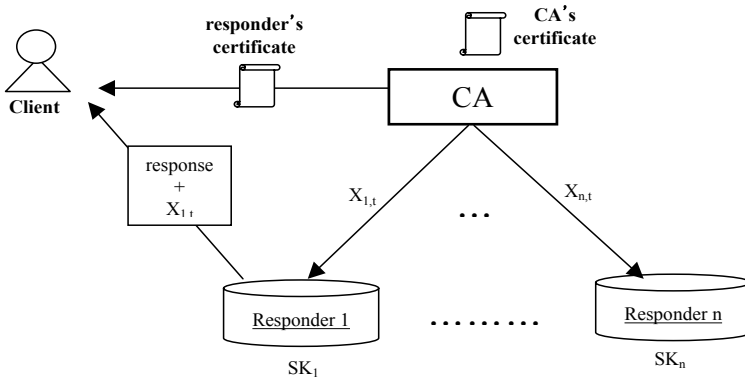 responder's
certificate
CA's
certificate
Client
CA
response
+
X1,t
X1,t
Xn,t
Responder 1
Responder n
SK1
SKn